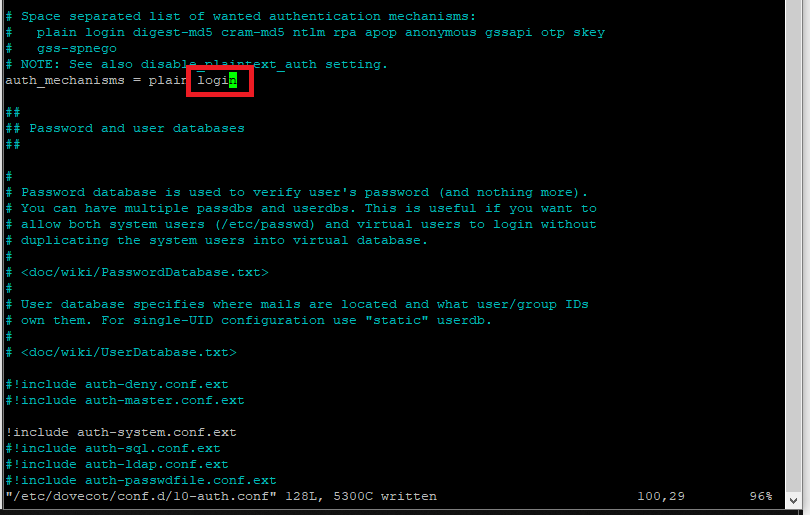 # Space separated list of wanted authentication mechanisms:
#   plain login digest-md5 cram-md5 ntlm rpa apop anonymous gssapi otp skey
#   gss-spnego
# NOTE: See also disable_plaintext_auth setting.
auth_mechanisms = plain login
##
## Password and user databases
##
#
# Password database is used to verify user's password (and nothing more).
# You can have multiple passdbs and userdbs. This is useful if you want to
# allow both system users (/etc/passwd) and virtual users to login without
# duplicating the system users into virtual database.
#
# <doc/wiki/PasswordDatabase.txt>
#
# User database specifies where mails are located and what user/group IDs
# own them. For single-UID configuration use "static" userdb.
#
# <doc/wiki/UserDatabase.txt>
#!include auth-deny.conf.ext
#!include auth-master.conf.ext
!include auth-system.conf.ext
#!include auth-sql.conf.ext
#!include auth-ldap.conf.ext
#!include auth-passwdfile.conf.ext
"/etc/dovecot/conf.d/10-auth.conf" 128L, 5300C written 100,29 96%